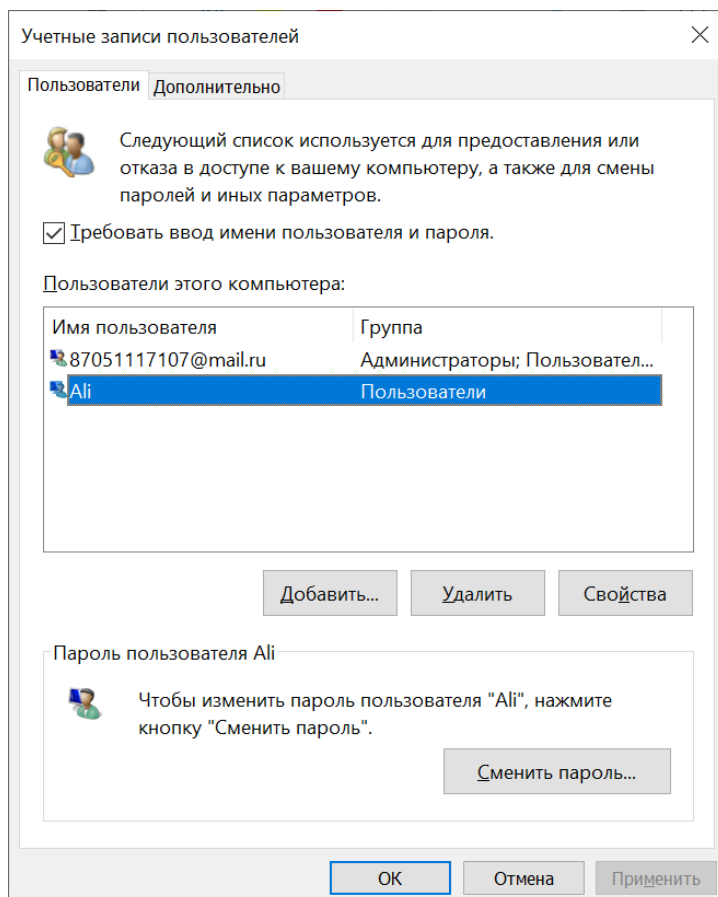 Учетные записи пользователей
Пользователи Дополнительно
Следующий список используется для предоставления или
отказа в доступе к вашему компьютеру, а также для смены
паролей и иных параметров.
Требовать ввод имени пользователя и пароля.
Пользователи этого компьютера:
Имя пользователя Группа
87051117107@mail.ru Администраторы; Пользовател...
Ali Пользователи
Добавить... Удалить Свойства
Пароль пользователя Ali
Чтобы изменить пароль пользователя "Ali", нажмите
кнопку "Сменить пароль".
Сменить пароль...
ОК Отмена Применить